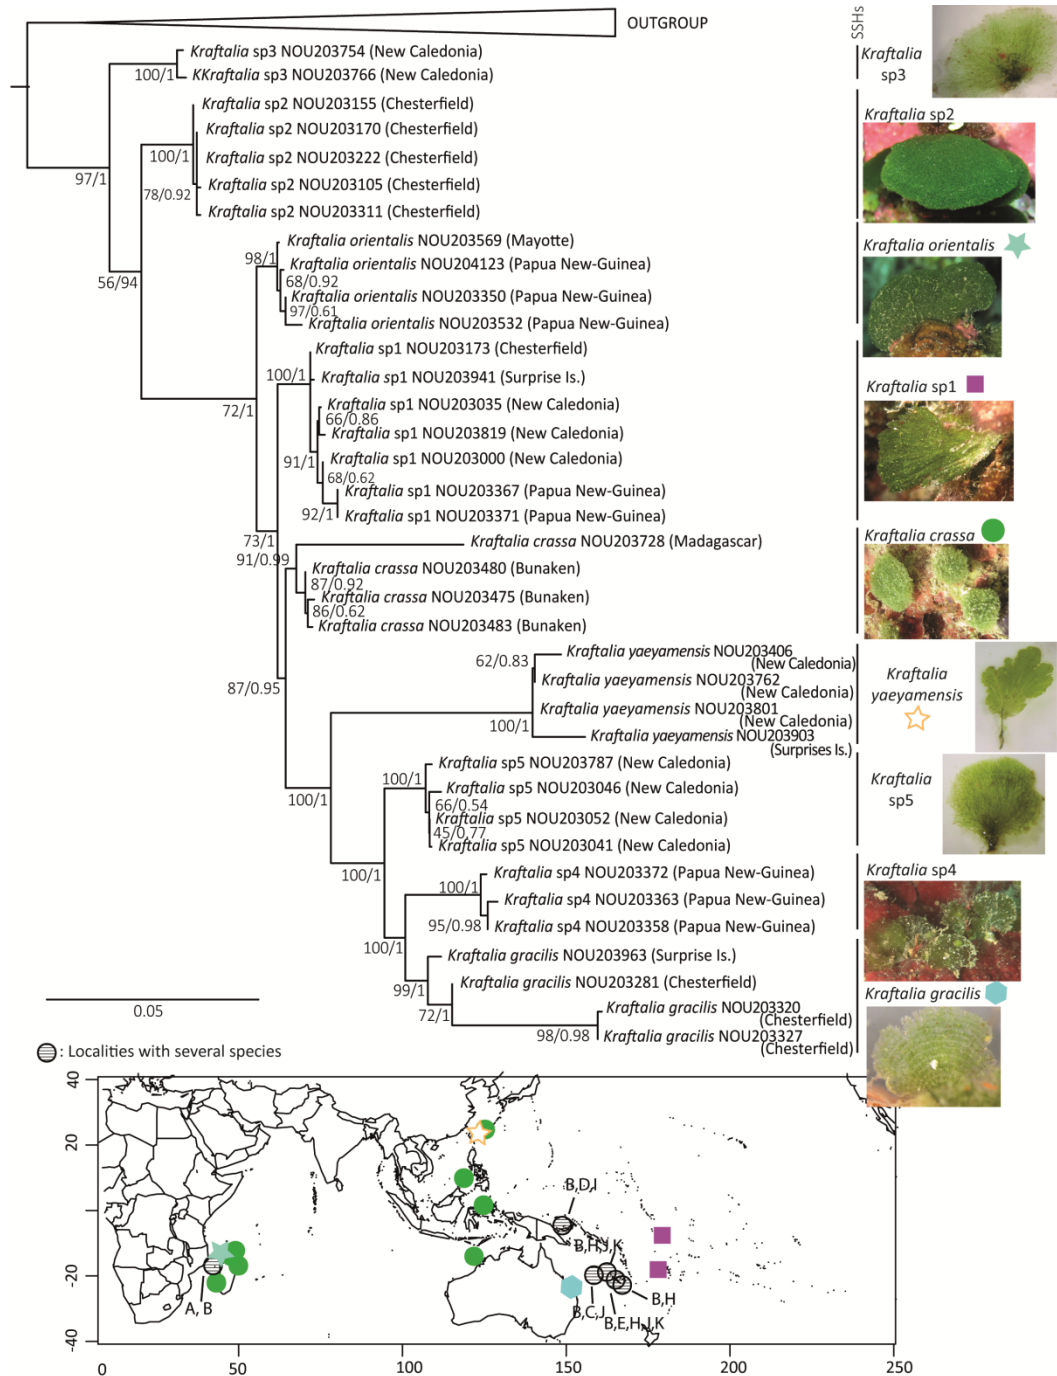 OUTGROUP
SSHs
Kraftalia sp3 NOU203754 (New Caledonia)
100/1
KKraftalia sp3 NOU203766 (New Caledonia)
Kraftalia
sp3
Kraftalia sp2 NOU203155 (Chesterfield)
Kraftalia sp2
Kraftalia sp2 NOU203170 (Chesterfield)
100/1
Kraftalia sp2 NOU203222 (Chesterfield)
97/1
78/0.92
Kraftalia sp2 NOU203105 (Chesterfield)
Kraftalia sp2 NOU203311 (Chesterfield)
Kraftalia orientalis NOU203569 (Mayotte)
Kraftalia orientalis
98/1
Kraftalia orientalis NOU204123 (Papua New-Guinea)
56/94
68/0.92
Kraftalia orientalis NOU203350 (Papua New-Guinea)
97/0.61
Kraftalia orientalis NOU203532 (Papua New-Guinea)
Kraftalia sp1 NOU203173 (Chesterfield)
100/1
Kraftalia sp1 NOU203941 (Surprise Is.)
Kraftalia sp1
72/1
Kraftalia sp1 NOU203035 (New Caledonia)
66/0.86
Kraftalia sp1 NOU203819 (New Caledonia)
91/1
Kraftalia sp1 NOU203000 (New Caledonia)
68/0.62
Kraftalia sp1 NOU203367 (Papua New-Guinea)
92/1
Kraftalia sp1 NOU203371 (Papua New-Guinea)
73/1
Kraftalia crassa NOU203728 (Madagascar)
Kraftalia crassa
91/0.99
Kraftalia crassa NOU203480 (Bunaken)
87/0.92
Kraftalia crassa NOU203475 (Bunaken)
86/0.62
Kraftalia crassa NOU203483 (Bunaken)
Kraftalia yaeyamensis NOU203406
(New Caledonia)
62/0.83
Kraftalia yaeyamensis NOU203762
(New Caledonia)
Kraftalia
yaeyamensis
87/0.95
Kraftalia yaeyamensis NOU203801
(New Caledonia)
100/1
Kraftalia yaeyamensis NOU203903
(Surprises Is.)
Kraftalia sp5 NOU203787 (New Caledonia)
Kraftalia
sp5
100/1
Kraftalia sp5 NOU203046 (New Caledonia)
100/1
66/0.54
Kraftalia sp5 NOU203052 (New Caledonia)
45/0.77
Kraftalia sp5 NOU203041 (New Caledonia)
100/1
Kraftalia sp4 NOU203372 (Papua New-Guinea)
Kraftalia sp4
100/1
Kraftalia sp4 NOU203363 (Papua New-Guinea)
95/0.98
Kraftalia sp4 NOU203358 (Papua New-Guinea)
100/1
Kraftalia gracilis NOU203963 (Surprise Is.)
99/1
Kraftalia gracilis NOU203281 (Chesterfield)
Kraftalia gracilis
72/1
Kraftalia gracilis NOU203320
(Chesterfield)
98/0.98
Kraftalia gracilis NOU203327
(Chesterfield)
0.05
: Localities with several species
40
20
0
-20
-40
B,D,I
B,H,J,K
A, B
B,C,J
B,E,H,J,K
B,H
0
50
100
150
200
250